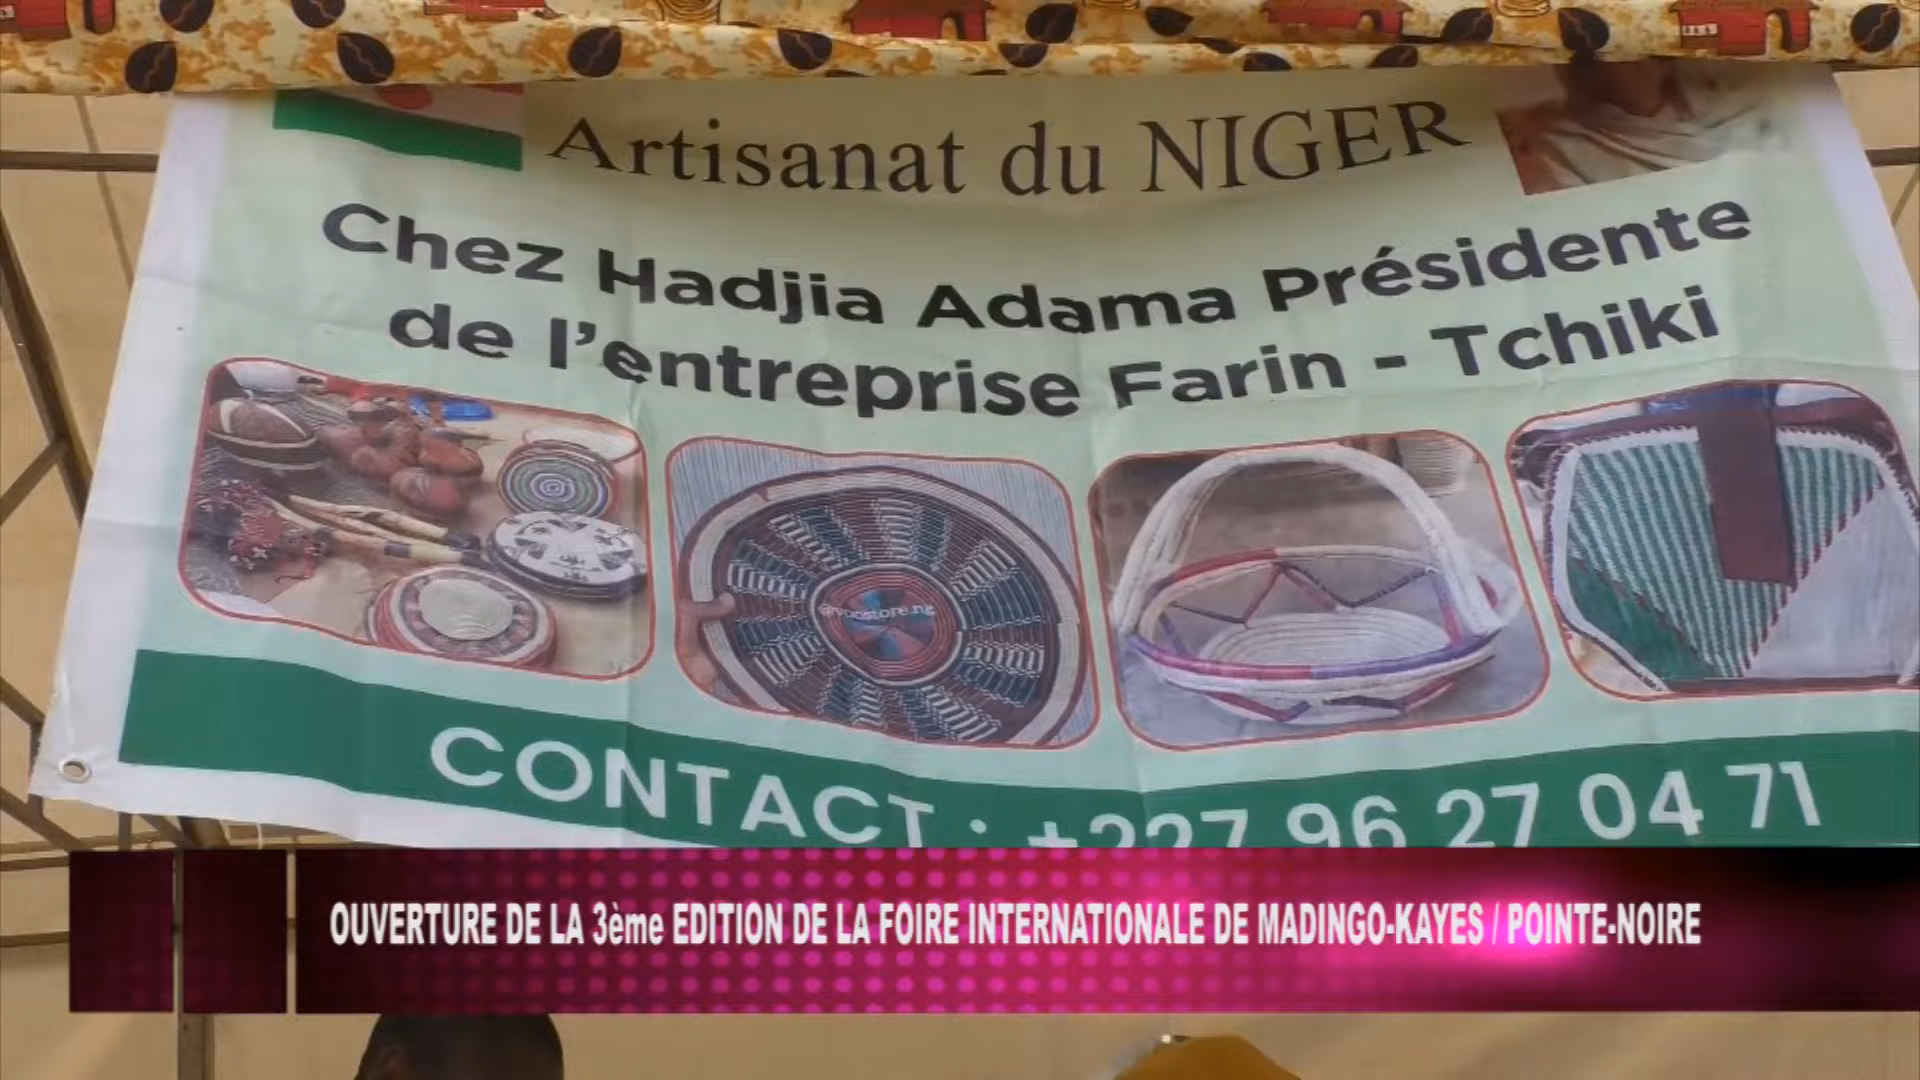 Artisanat du NIGER
Chez Hadjia Adama Présidente
de l'entreprise Farin - Tchiki
CONTACT : +227 96 27 04 71
OUVERTURE DE LA 3ème EDITION DE LA FOIRE INTERNATIONALE DE MADINGO-KAYES / POINTE-NOIRE